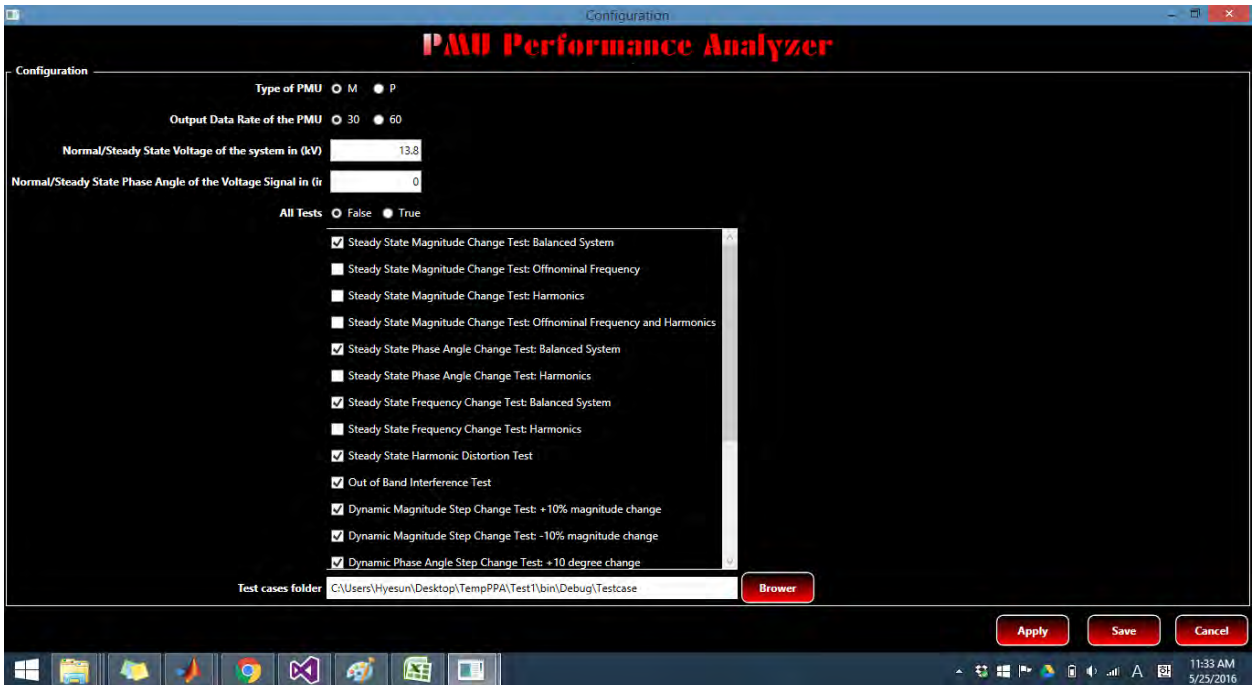 Configuration
PMU Performance Analyzer
Configuration
Type of PMU M P
Output Data Rate of the PMU 30 60
Normal/Steady State Voltage of the system in (kV) 13.8
Normal/Steady State Phase Angle of the Voltage Signal in (ir 0
All Tests False True
Steady State Magnitude Change Test: Balanced System
Steady State Magnitude Change Test: Offnominal Frequency
Steady State Magnitude Change Test: Harmonics
Steady State Magnitude Change Test: Offnominal Frequency and Harmonics
Steady State Phase Angle Change Test: Balanced System
Steady State Phase Angle Change Test: Harmonics
Steady State Frequency Change Test: Balanced System
Steady State Frequency Change Test: Harmonics
Steady State Harmonic Distortion Test
Out of Band Interference Test
Dynamic Magnitude Step Change Test: +10% magnitude change
Dynamic Magnitude Step Change Test: -10% magnitude change
Dynamic Phase Angle Step Change Test: +10 degree change
Test cases folder C:\Users\Hyesun\Desktop\TempPPA\Test1\bin\Debug\Testcase Brower
Apply Save Cancel
A 한 11:33 AM
5/25/2016